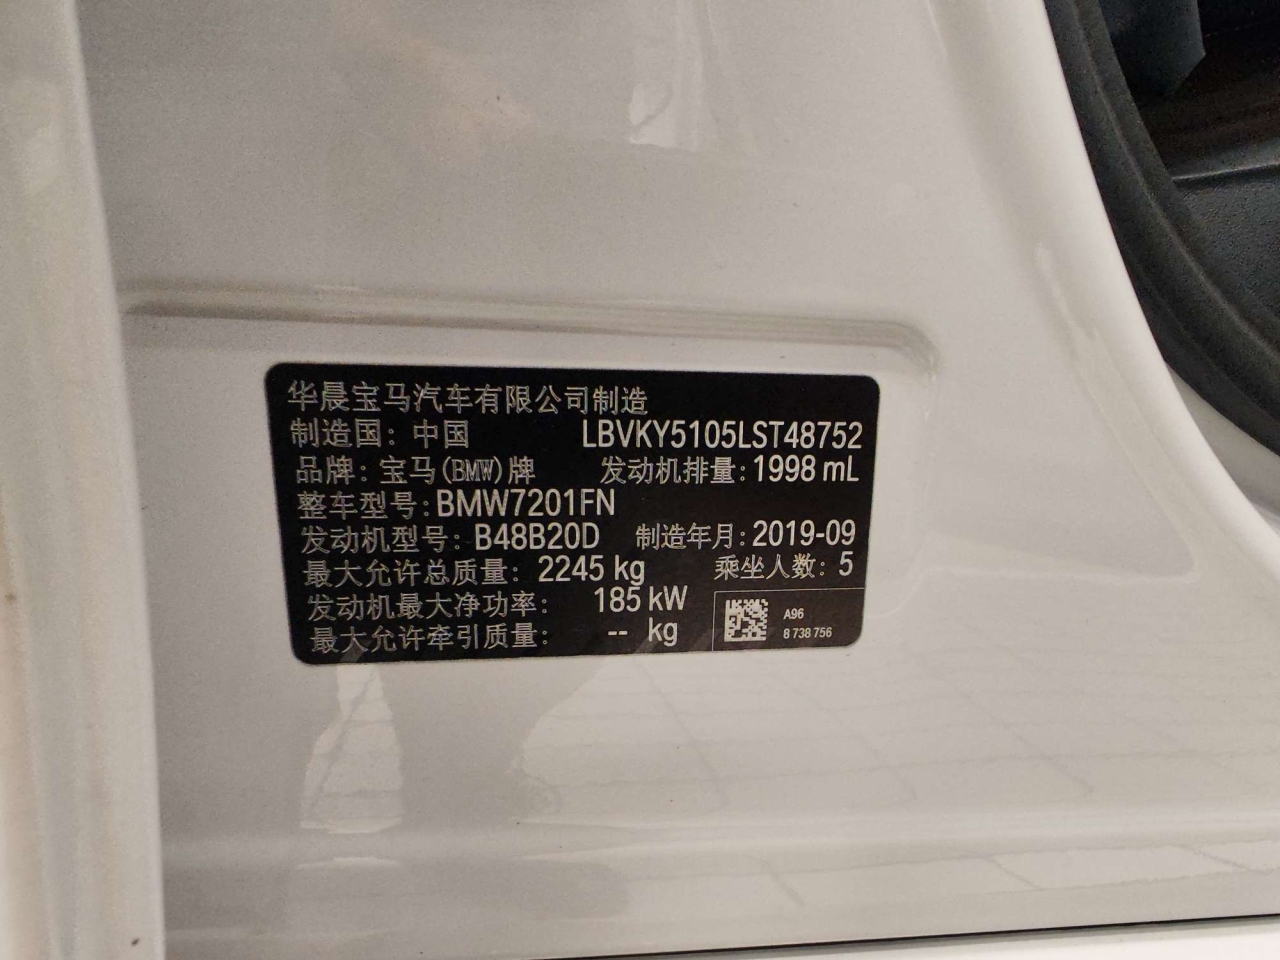 华晨宝马汽车有限公司制造
制造国：中国 LBVKY5105LST48752
品牌：宝马(BMW)牌 发动机排量：1998 mL
整车型号：BMW7201FN
发动机型号：B48B20D 制造年月：2019-09
最大允许总质量：2245 kg 乘坐人数：5
发动机最大净功率：185 kW
最大允许牵引质量：-- kg
A96
8 738 756